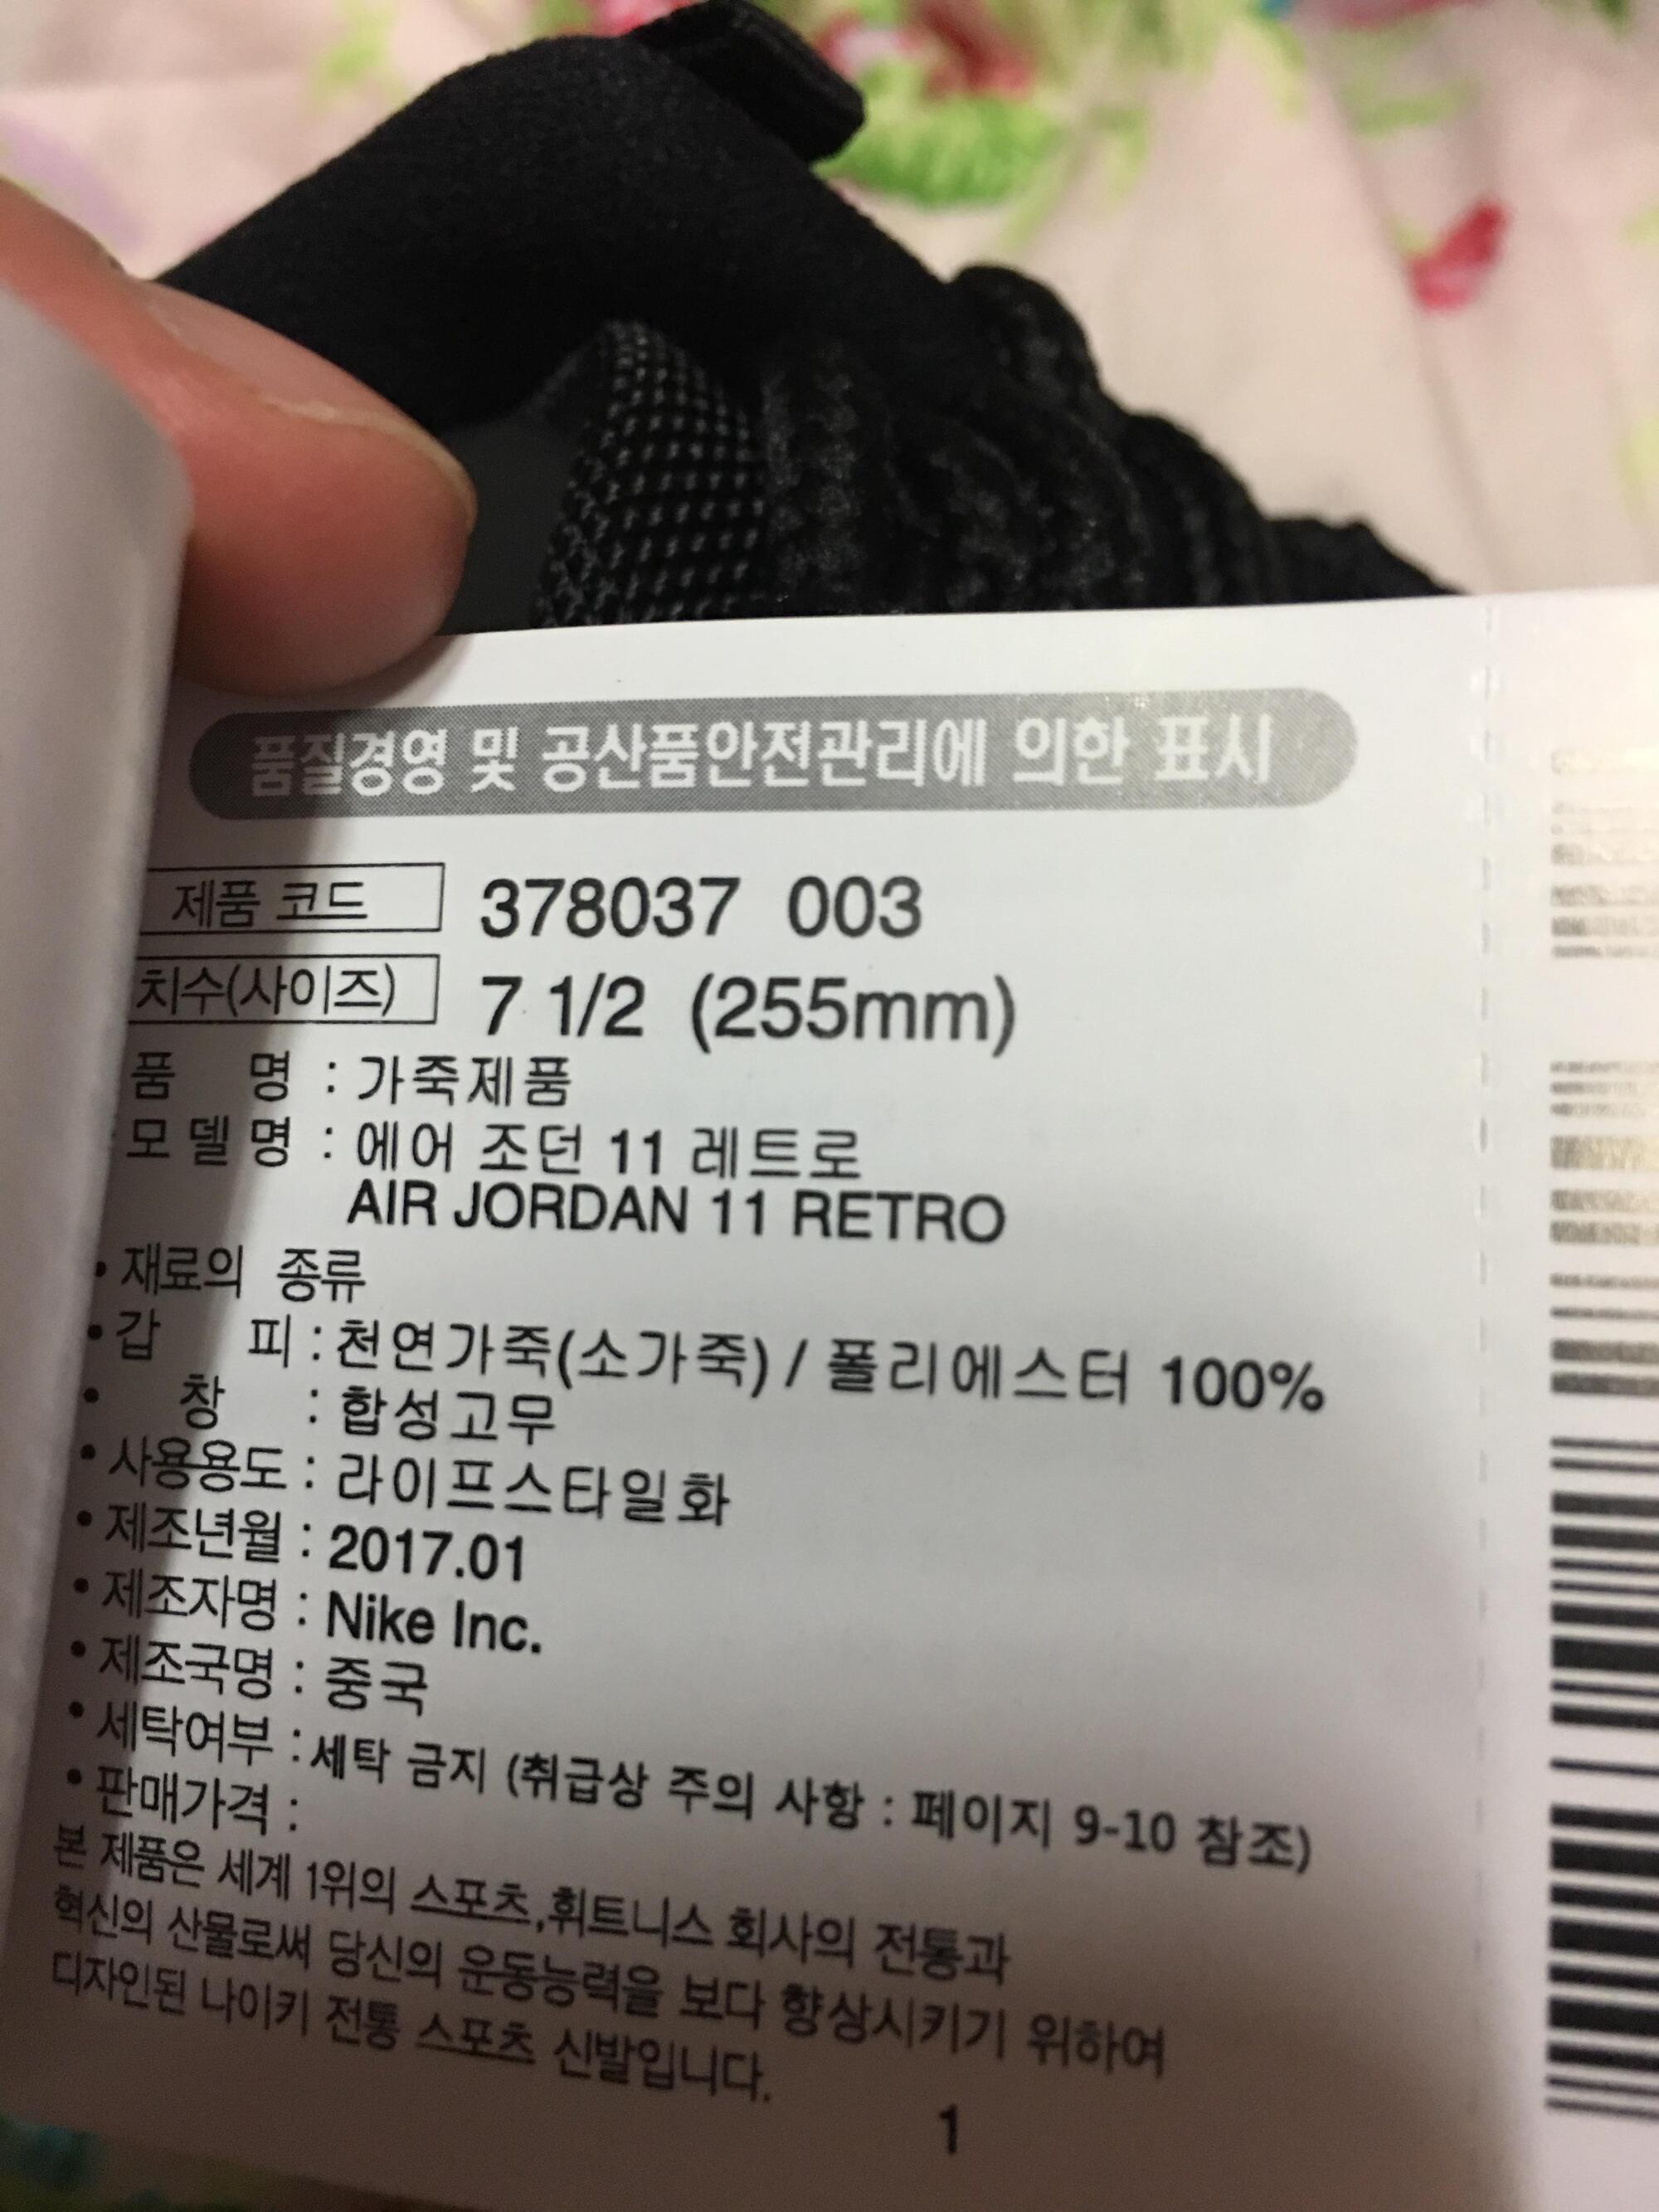 품질경영 및 공산품안전관리에 의한 표시
제품 코드 378037 003
치수(사이즈) 7 1/2 (255mm)
품 명 : 가죽제품
모델명 : 에어 조던 11 레트로
AIR JORDAN 11 RETRO
• 재료의 종류
• 갑 피 : 천연가죽(소가죽) / 폴리에스터 100%
• 창 : 합성고무
• 사용용도 : 라이프스타일화
• 제조년월 : 2017.01
• 제조자명 : Nike Inc.
• 제조국명 : 중국
• 세탁여부 : 세탁 금지 (취급상 주의 사항 : 페이지 9-10 참조)
• 판매가격 :
본 제품은 세계 1위의 스포츠,휘트니스 회사의 전통과
혁신의 산물로써 당신의 운동능력을 보다 향상시키기 위하여
디자인된 나이키 전통 스포츠 신발입니다.
1